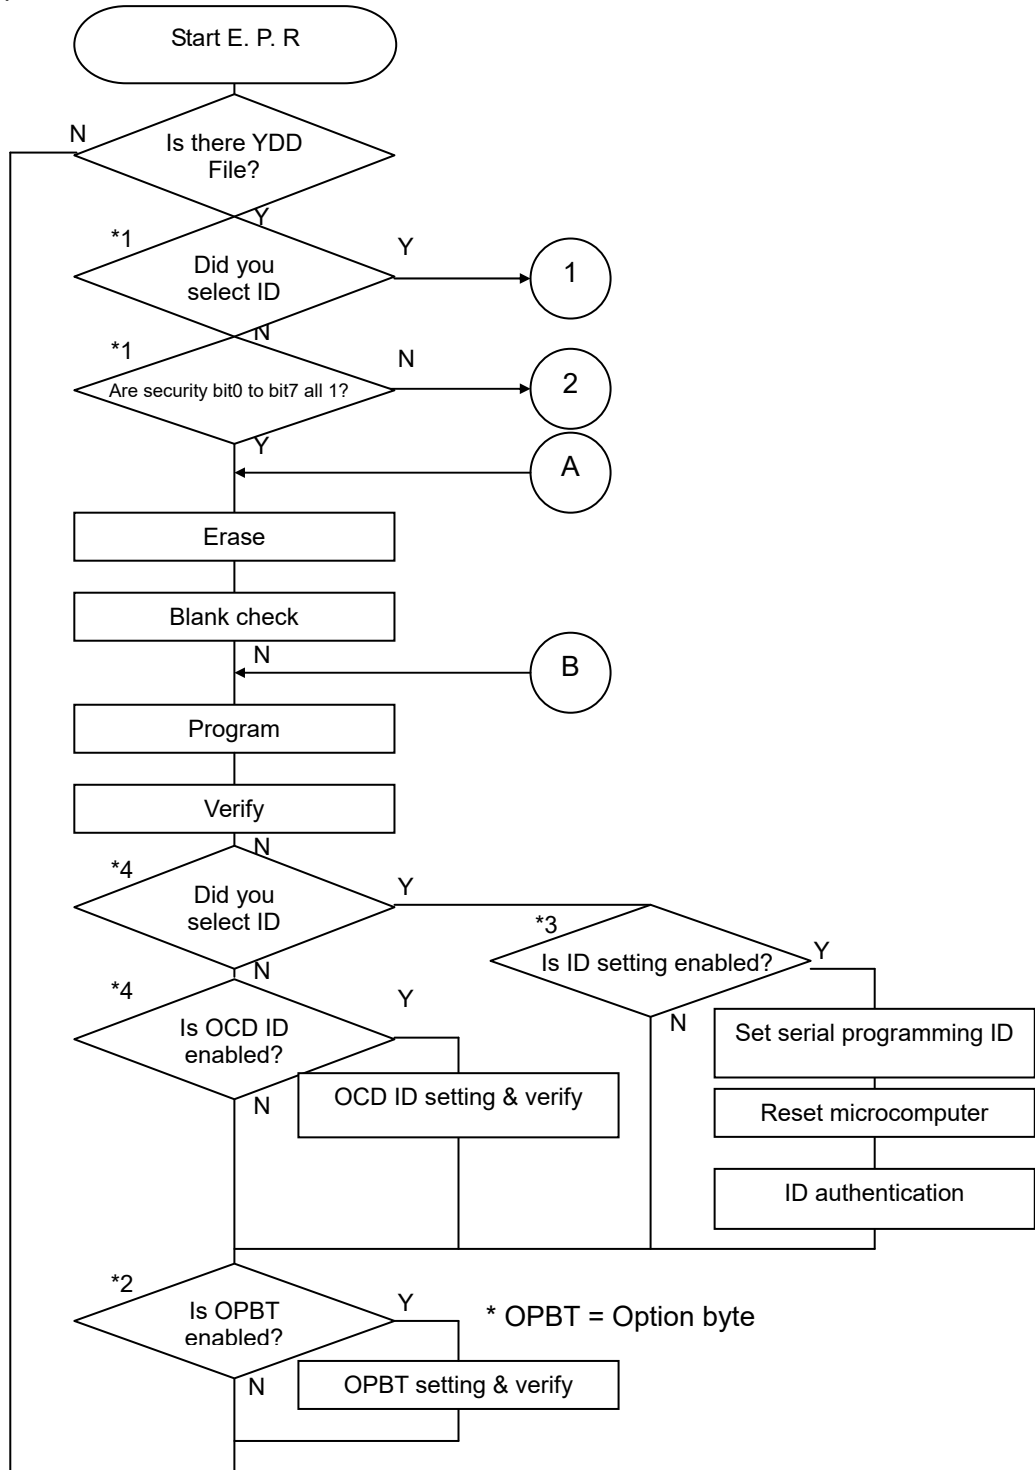 Start E. P. R
N
Is there YDD
File?
Y
*1
Did you
select ID
Y
1
N
*1
Are security bit0 to bit7 all 1?
N
2
Y
A
Erase
Blank check
N
B
Program
Verify
N
*4
Did you
select ID
Y
*3
Is ID setting enabled?
Y
N
N
*4
Is OCD ID
enabled?
Y
Set serial programming ID
OCD ID setting & verify
N
Reset microcomputer
ID authentication
*2
Is OPBT
enabled?
Y
* OPBT = Option byte
N
OPBT setting & verify